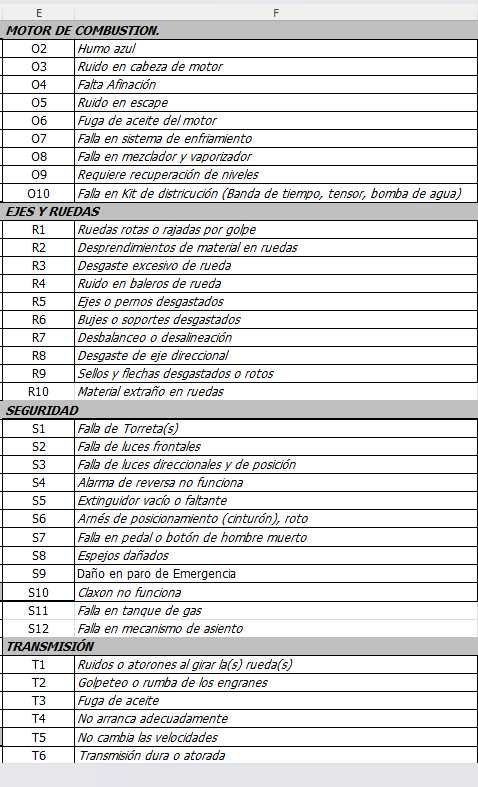 E F
MOTOR DE COMBUSTION.
O2 Humo azul
O3 Ruido en cabeza de motor
O4 Falta Afinación
O5 Ruido en escape
O6 Fuga de aceite del motor
O7 Falla en sistema de enfriamiento
O8 Falla en mezclador y vaporizador
O9 Requiere recuperación de niveles
O10 Falla en Kit de districución (Banda de tiempo, tensor, bomba de agua)
EJES Y RUEDAS
R1 Ruedas rotas o rajadas por golpe
R2 Desprendimientos de material en ruedas
R3 Desgaste excesivo de rueda
R4 Ruido en baleros de rueda
R5 Ejes o pernos desgastados
R6 Bujes o soportes desgastados
R7 Desbalanceo o desalineación
R8 Desgaste de eje direccional
R9 Sellos y flechas desgastados o rotos
R10 Material extraño en ruedas
SEGURIDAD
S1 Falla de Torreta(s)
S2 Falla de luces frontales
S3 Falla de luces direccionales y de posición
S4 Alarma de reversa no funciona
S5 Extinguidor vacío o faltante
S6 Arnés de posicionamiento (cinturón), roto
S7 Falla en pedal o botón de hombre muerto
S8 Espejos dañados
S9 Daño en paro de Emergencia
S10 Claxon no funciona
S11 Falla en tanque de gas
S12 Falla en mecanismo de asiento
TRANSMISIÓN
T1 Ruidos o atorones al girar la(s) rueda(s)
T2 Golpeteo o rumba de los engranes
T3 Fuga de aceite
T4 No arranca adecuadamente
T5 No cambia las velocidades
T6 Transmisión dura o atorada